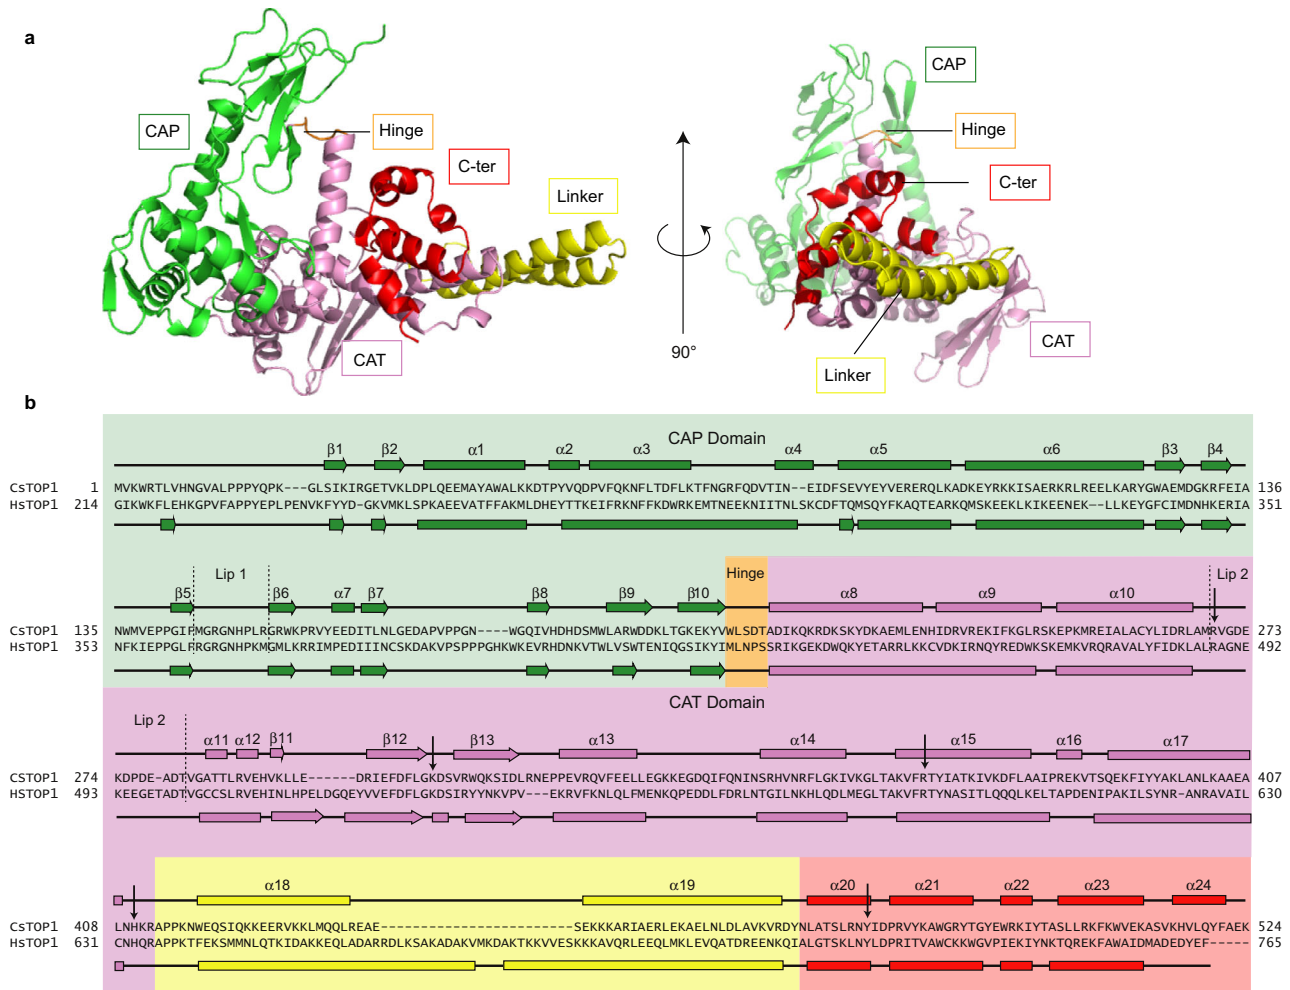 a
CAP
Hinge
C-ter
Linker
CAT
90°
CAP
Hinge
C-ter
Linker
CAT
b
CAP Domain
β1 β2 α1 α2 α3 α4 α5 α6 β3 β4
CsTOP1 1 MVKWRTLVHNGVALPPPYQPK---GLSIKIRGETVKLDPLQEEMAYAWALKKDTPYVQDPVFQKNFLTDFLKTFNGRFQDVTIN--EIDFSEVYEYVERERQLKADKEYRKKISAERKRLREELKARYGWAEMDGKRFEIA 136
HsTOP1 214 GIKWKFLEHKGPVFAPPYEPLPENVKFYYD-GKVMKLSPKAEEVATFFAKMLDHEYTTKEIFRKNFFKDWRKEMTNEEKNIITNLSKCDFTQMSQYFKAQTEARKQMSKEEKLKIKEENEK--LLKEYGFCIMDNHKERIA 351
β5 Lip 1 β6 α7 β7 β8 β9 β10 Hinge α8 α9 α10 Lip 2
CsTOP1 135 NWMVEPPGIFMGRGNHPLRGRWKPRVYEEDITLNLGEDAPVPPGN----WGQIVHDHDSMWLARWDDKLTGKEKYVWLSDTADIKQKRDKSKYDKAEMLENHIDRVREKIFKGLRSKEPKMREIALACYLIDRLAMRVGDE 273
HsTOP1 353 NFKIEPPGLFRGRGNHPKMGMLKRRIMPEDIIINCSKDAKVPSPPPGHKWKEVRHDNKVTWLVSWTENIQGSIKYIMLNPSSRIKGEKDWQKYETARRLKKCVDKIRNQYREDWKSKEMKVRQRAVALYFIDKLALRAGNE 492
CAT Domain
Lip 2 α11 α12 β11 β12 β13 α13 α14 α15 α16 α17
CSTOP1 274 KDPDE-ADTVGATTLRVEHVKLLE------DRIEFDFLGKDSVRWQKSIDLRNEPPEVRQVFEELLEGKKEGDQIFQNINSRHVNRFLGKIVKGLTAKVFRTYIATKIVKDFLAAIPREKVTSQEKFIYYAKLANLKAAEA 407
HSTOP1 493 KEEGETADTVGCCSLRVEHINLHPELDGQEYVVEFDFLGKDSIRYYNKVPV---EKRVFKNLQLFMENKQPEDDLFDRLNTGILNKHLQDLMEGLTAKVFRTYNASITLQQQLKELTAPDENIPAKILSYNR-ANRAVAIL 630
α18 α19 α20 α21 α22 α23 α24
CsTOP1 408 LNHKRAPPKNWEQSIQKKEERVKKLMQQLREAE------------------------SEKKKARIAERLEKAELNLDLAVKVRDYNLATSLRNYIDPRVYKAWGRYTGYEWRKIYTASLLRKFKWVEKASVKHVLQYFAEK 524
HsTOP1 631 CNHQRAPPKTFEKSMMNLQTKIDAKKEQLADARRDLKSAKADAKVMKDAKTKKVVESKKKAVQRLEEQLMKLEVQATDREENKQIALGTSKLNYLDPRITVAWCKKWGVPIEKIYNKTQREKFAWAIDMADEDYEF----- 765